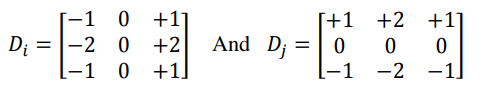 D_i = [−1 0 +1; −2 0 +2; −1 0 +1] And D_j = [+1 +2 +1; 0 0 0; −1 −2 −1]